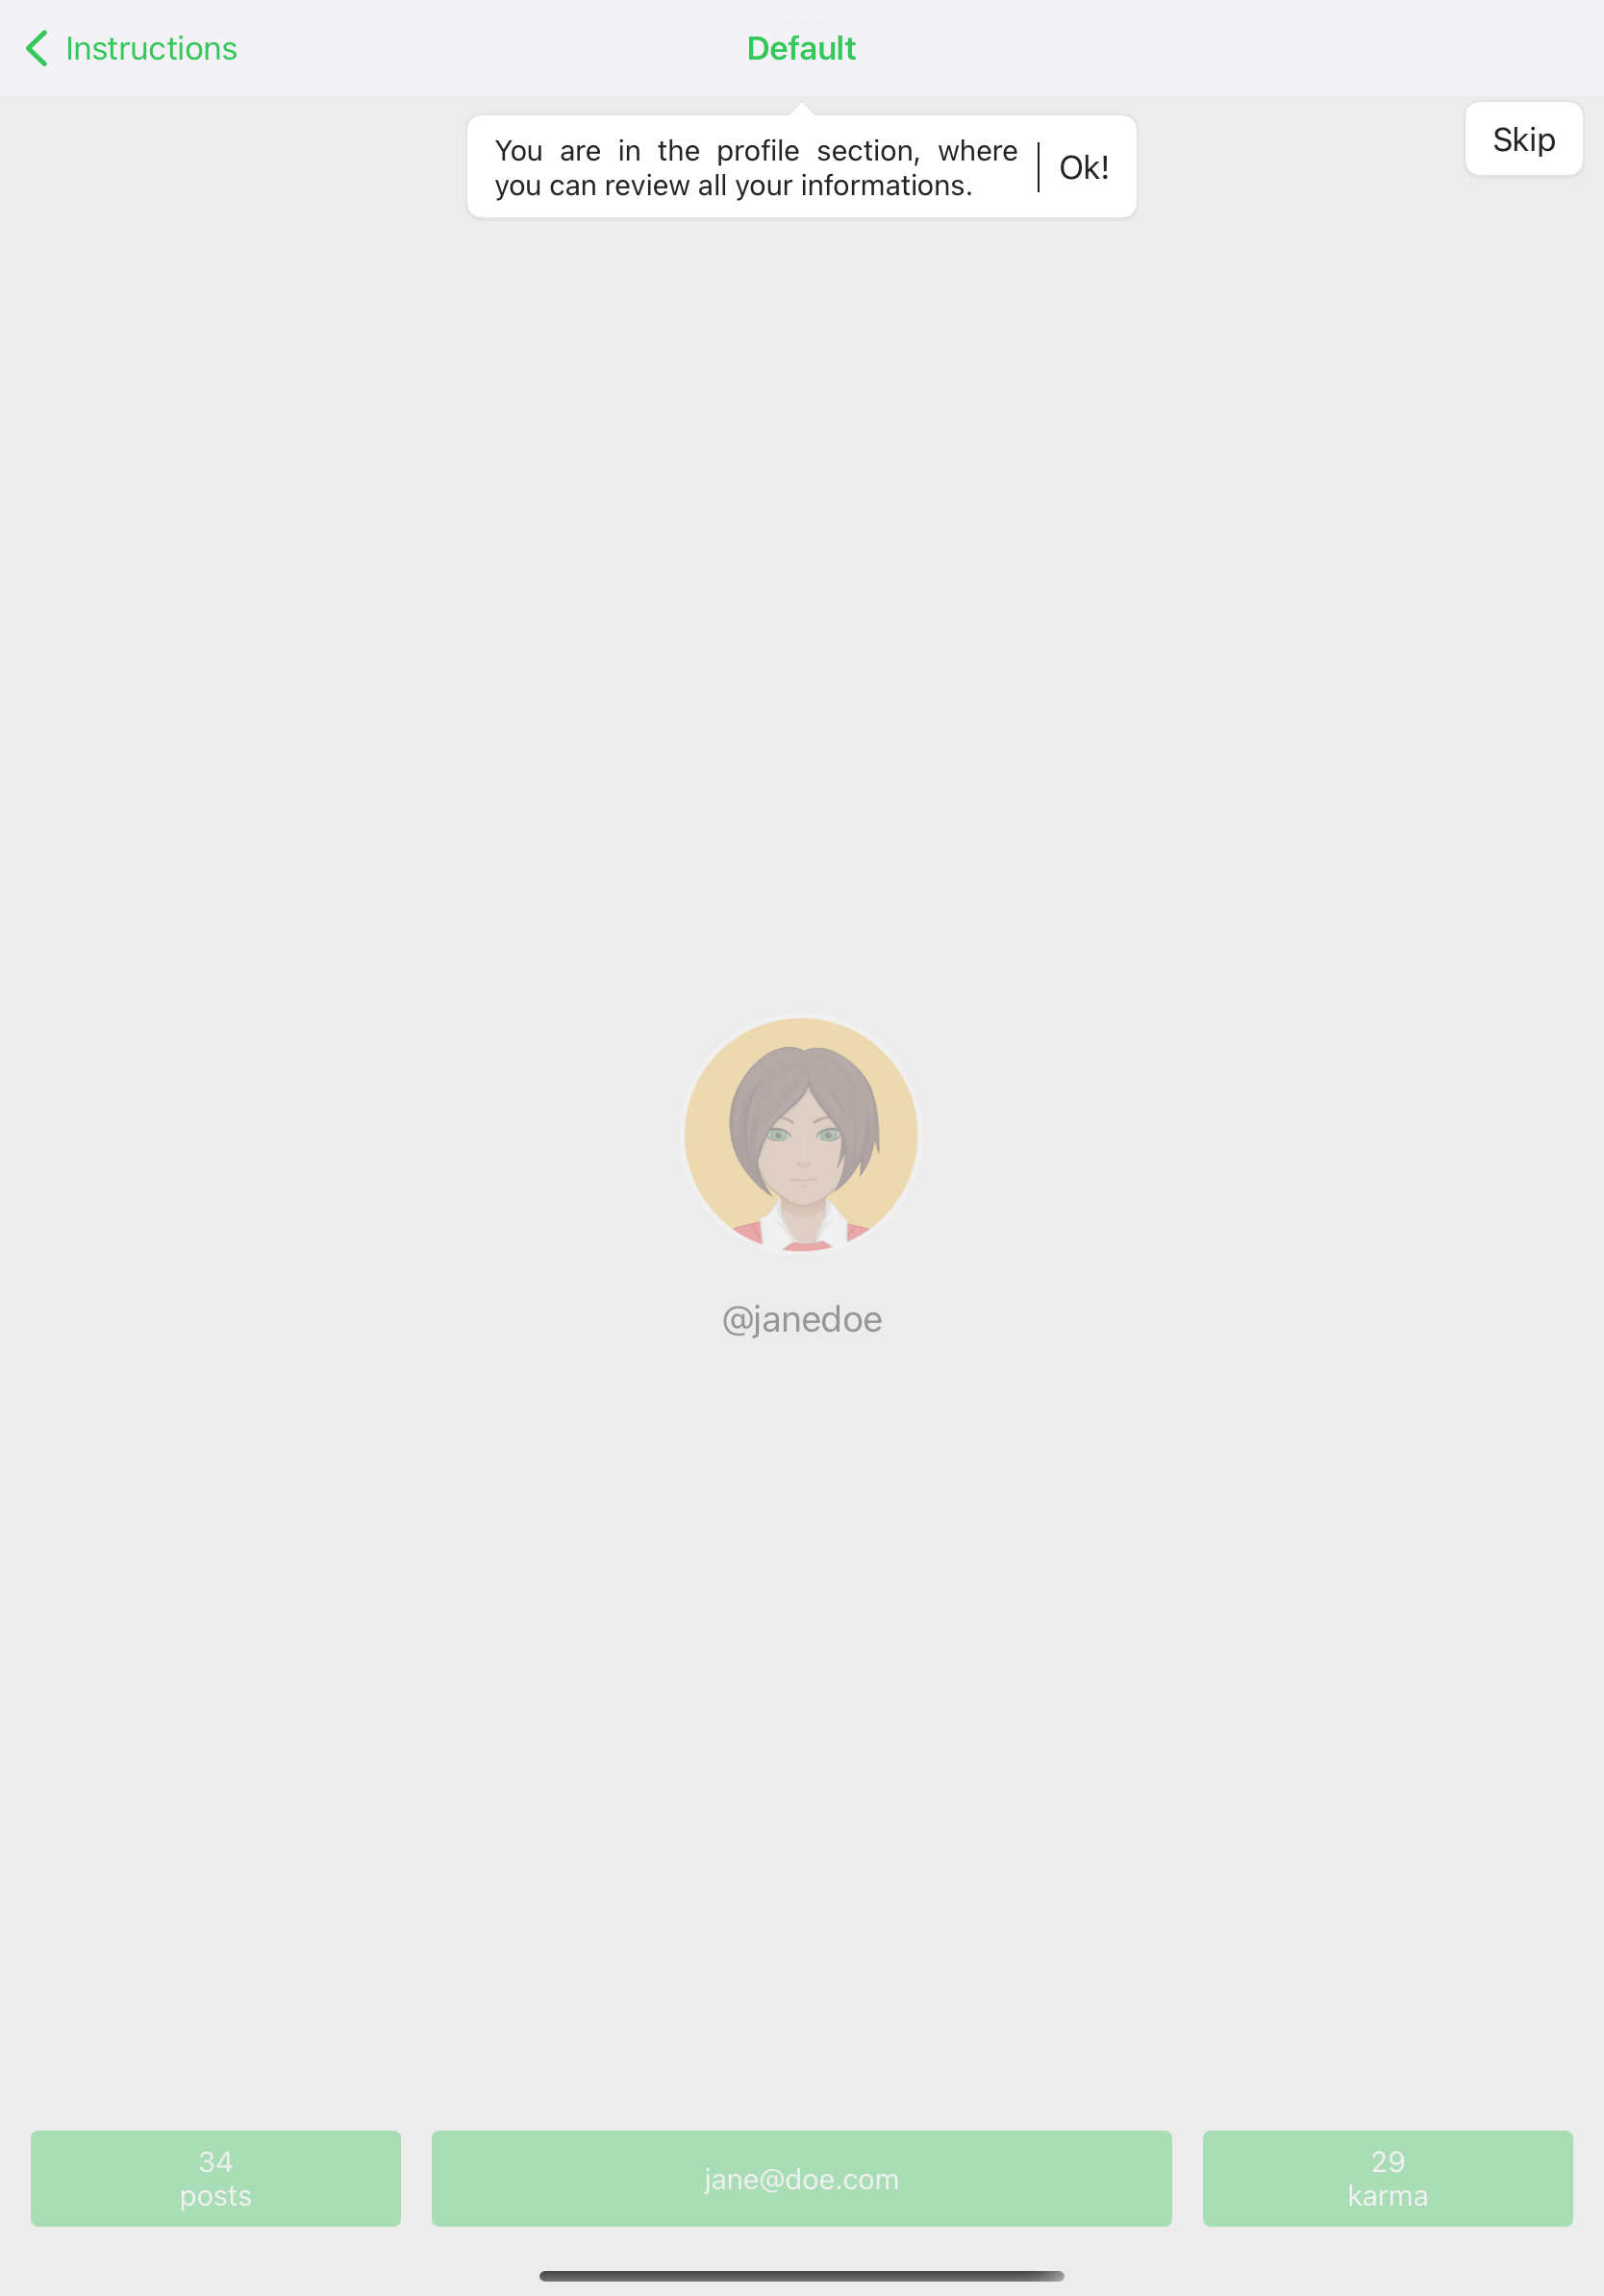 Instructions
Default
Skip
You are in the profile section, where
you can review all your informations.
Ok!
@janedoe
34
posts
jane@doe.com
29
karma